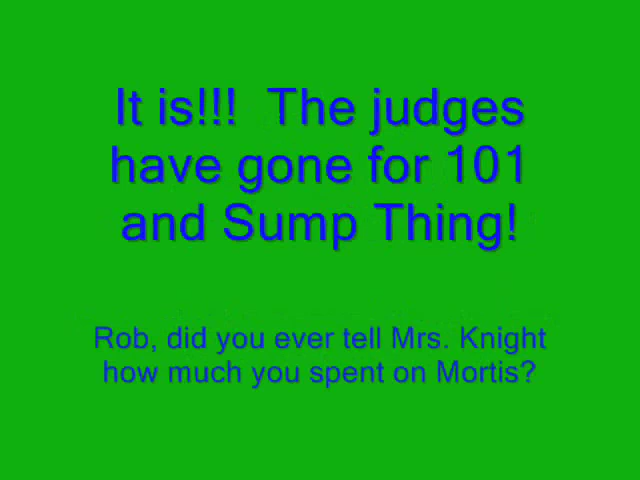 It is!!!  The judges
have gone for 101
and Sump Thing!
Rob, did you ever tell Mrs. Knight
how much you spent on Mortis?